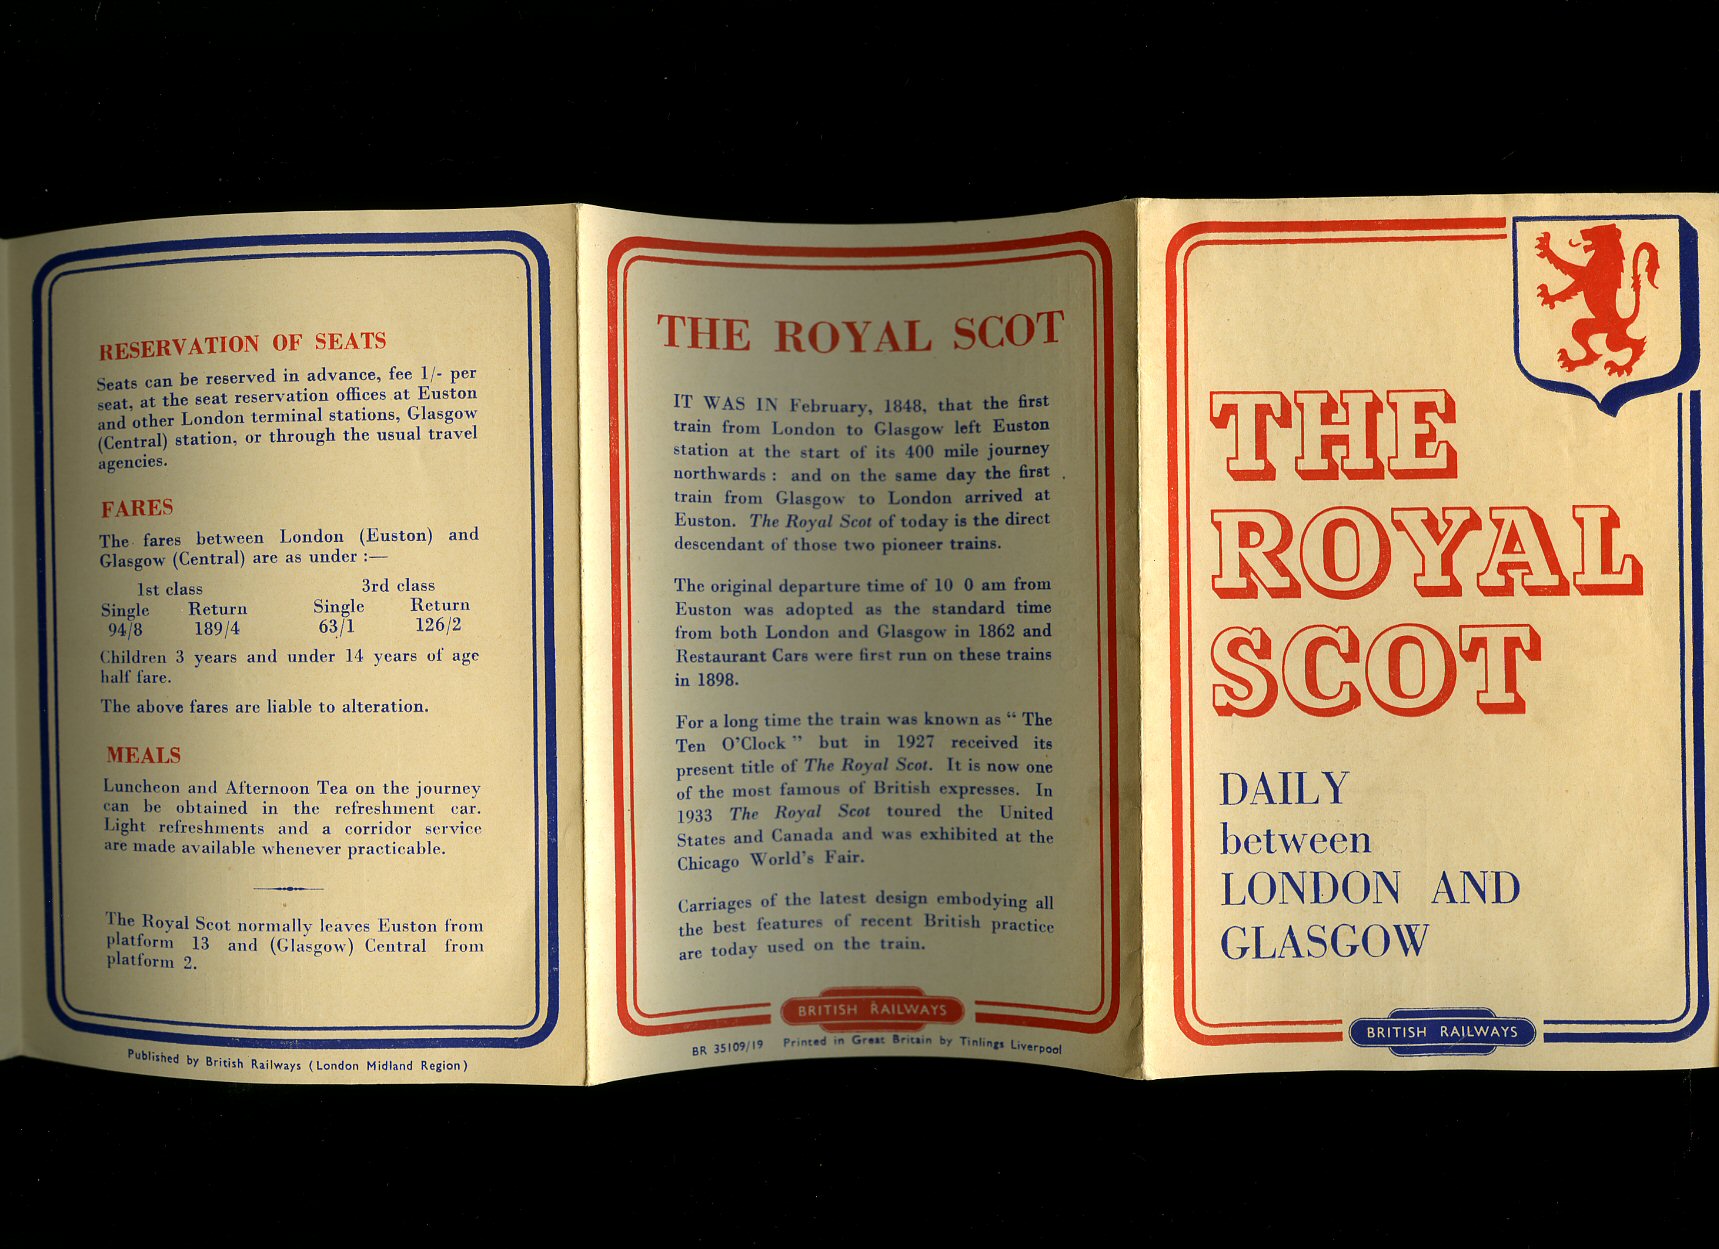 RESERVATION OF SEATS
Seats can be reserved in advance, fee 1/- per
seat, at the seat reservation offices at Euston
and other London terminal stations, Glasgow
(Central) station, or through the usual travel
agencies.
FARES
The fares between London (Euston) and
Glasgow (Central) are as under :—
1st class 3rd class
Single Return Single Return
94/8 189/4 63/1 126/2
Children 3 years and under 14 years of age
half fare.
The above fares are liable to alteration.
MEALS
Luncheon and Afternoon Tea on the journey
can be obtained in the refreshment car.
Light refreshments and a corridor service
are made available whenever practicable.
The Royal Scot normally leaves Euston from
platform 13 and (Glasgow) Central from
platform 2.
Published by British Railways (London Midland Region)
THE ROYAL SCOT
IT WAS IN February, 1848, that the first
train from London to Glasgow left Euston
station at the start of its 400 mile journey
northwards : and on the same day the first
train from Glasgow to London arrived at
Euston. The Royal Scot of today is the direct
descendant of those two pioneer trains.
The original departure time of 10 0 am from
Euston was adopted as the standard time
from both London and Glasgow in 1862 and
Restaurant Cars were first run on these trains
in 1898.
For a long time the train was known as “ The
Ten O’Clock ” but in 1927 received its
present title of The Royal Scot. It is now one
of the most famous of British expresses. In
1933 The Royal Scot toured the United
States and Canada and was exhibited at the
Chicago World’s Fair.
Carriages of the latest design embodying all
the best features of recent British practice
are today used on the train.
BRITISH RAILWAYS
BR 35109/19 Printed in Great Britain by Tinlings Liverpool
THE
ROYAL
SCOT
DAILY
between
LONDON AND
GLASGOW
BRITISH RAILWAYS